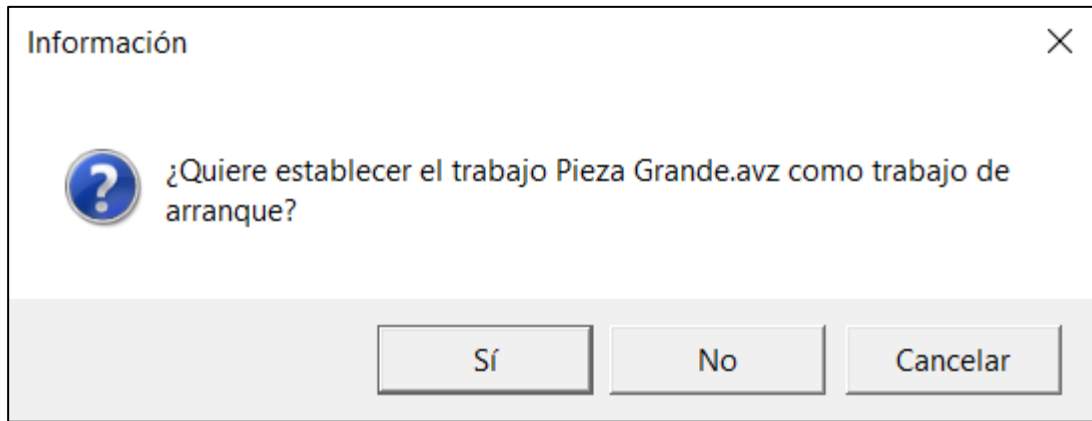 Información
¿Quiere establecer el trabajo Pieza Grande.avz como trabajo de
arranque?
Sí
No
Cancelar